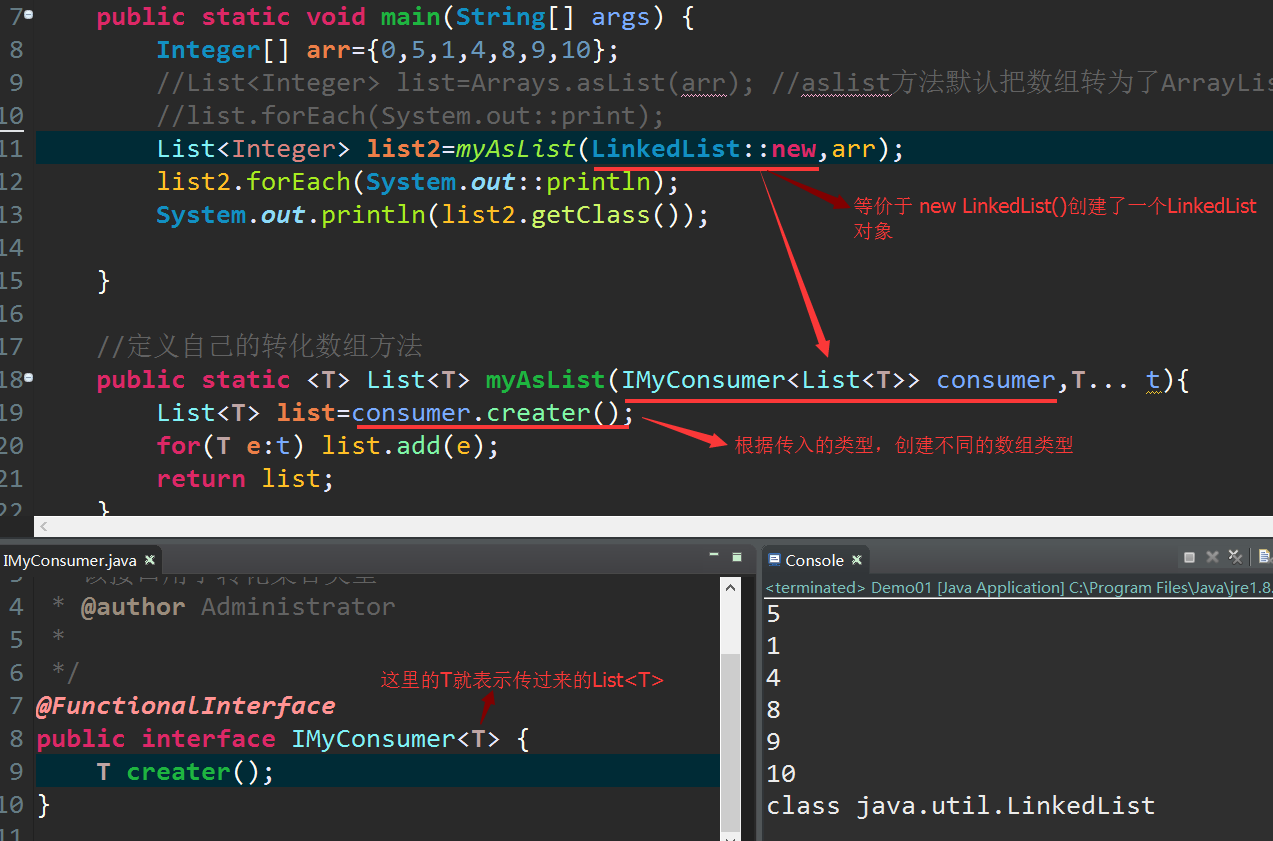 7 public static void main(String[] args) {
8 Integer[] arr={0,5,1,4,8,9,10};
9 //List<Integer> list=Arrays.asList(arr); //aslist方法默认把数组转为了ArrayLis
10 //list.forEach(System.out::print);
11 List<Integer> list2=myAsList(LinkedList::new,arr);
12 list2.forEach(System.out::println);
13 System.out.println(list2.getClass());
等价于 new LinkedList()创建了一个LinkedList
对象
14
15 }
16
17 //定义自己的转化数组方法
18 public static <T> List<T> myAsList(IMyConsumer<List<T>> consumer,T... t){
19 List<T> list=consumer.creater();
20 for(T e:t) list.add(e);
根据传入的类型，创建不同的数组类型
21 return list;
22 }
IMyConsumer.java
4 * @author Administrator
5 *
6 */
这里的T就表示传过来的List<T>
7 @FunctionalInterface
8 public interface IMyConsumer<T> {
9 T creater();
10 }
11
Console
<terminated> Demo01 [Java Application] C:\Program Files\Java\jre1.8.
5
1
4
8
9
10
class java.util.LinkedList